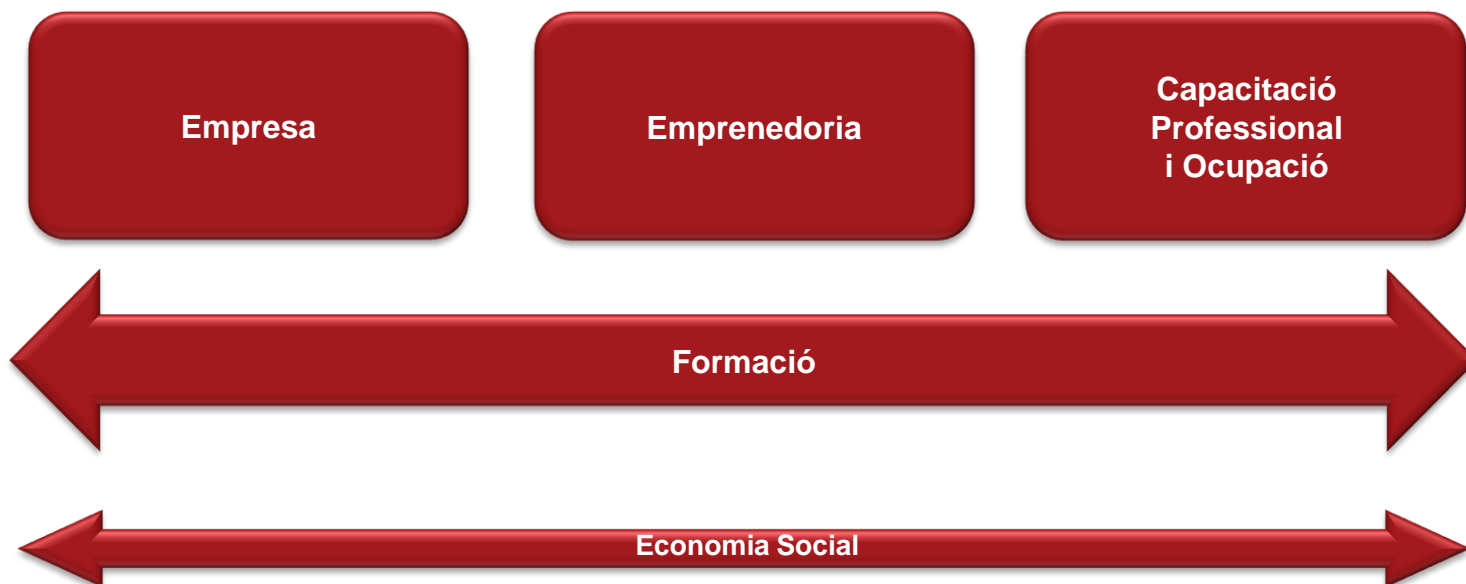 Empresa
Emprenedoria
Capacitació
Professional
i Ocupació
Formació
Economia Social